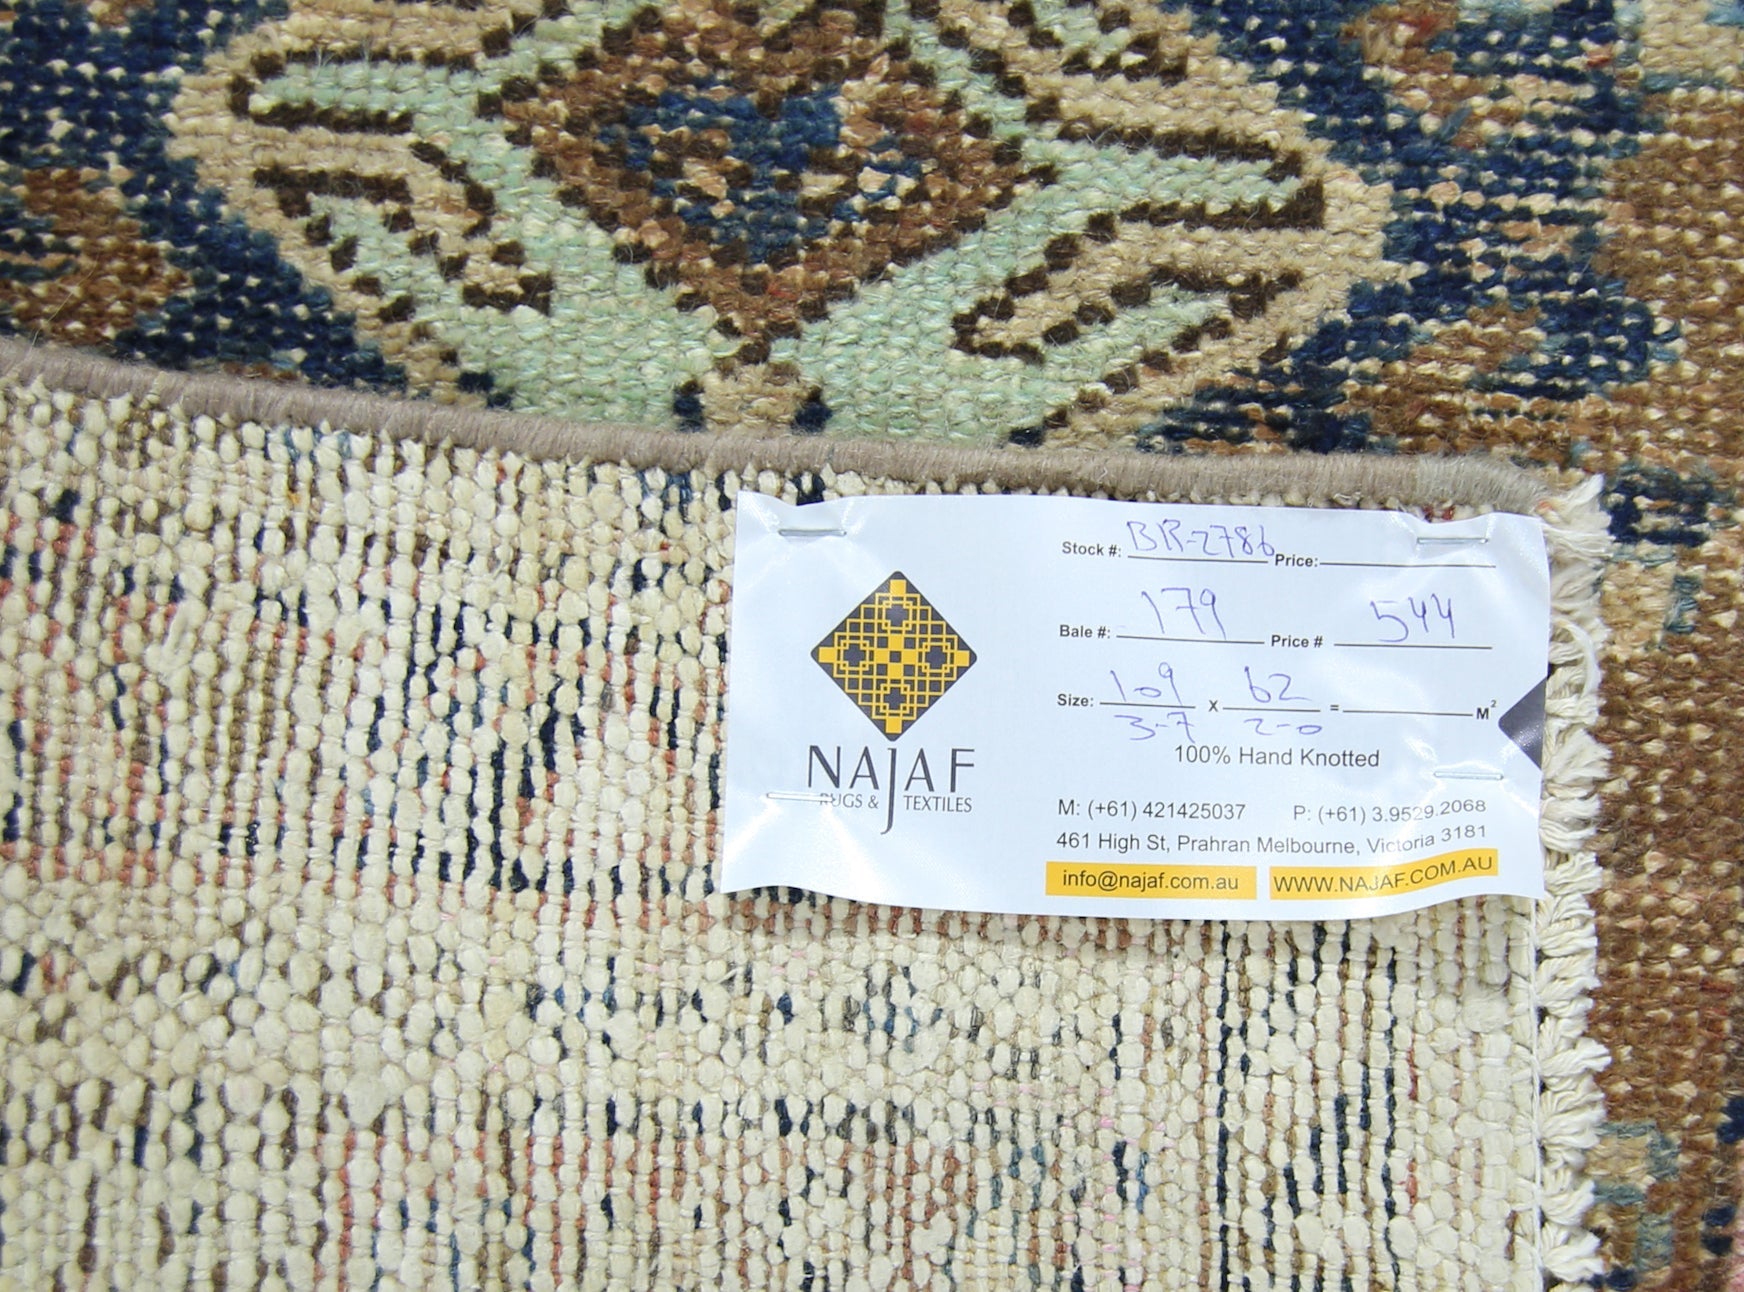 NAJAF
RUGS & TEXTILES
Stock #: BR-2786 Price:
Bale #: 179 Price # 544
Size: 109 x 62 = M²
3-7 2-0
100% Hand Knotted
M: (+61) 421425037 P: (+61) 3.9529.2068
461 High St, Prahran Melbourne, Victoria 3181
info@najaf.com.au WWW.NAJAF.COM.AU